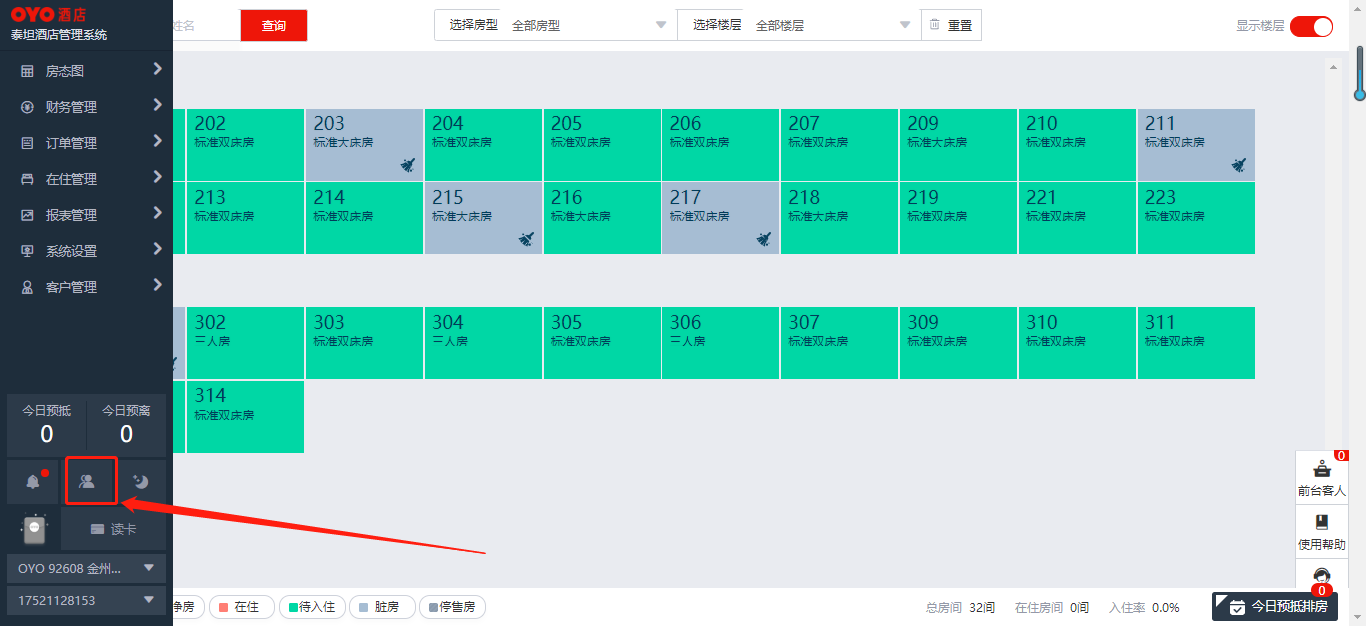 OYO 酒店
泰坦酒店管理系统
姓名
查询
选择房型
全部房型
选择楼层
全部楼层
重置
显示楼层
房态图
财务管理
订单管理
在住管理
报表管理
系统设置
客户管理
202
标准双床房
203
标准大床房
204
标准双床房
205
标准双床房
206
标准双床房
207
标准双床房
209
标准大床房
210
标准双床房
211
标准双床房
213
标准双床房
214
标准双床房
215
标准大床房
216
标准大床房
217
标准双床房
218
标准大床房
219
标准双床房
221
标准双床房
223
标准双床房
302
三人房
303
标准双床房
304
三人房
305
标准双床房
306
三人房
307
标准双床房
309
标准双床房
310
标准双床房
311
标准双床房
314
标准双床房
今日预抵
0
今日预离
0
读卡
OYO 92608 金州...
17521128153
净房
在住
待入住
脏房
停售房
总房间 32间
在住房间 0间
入住率 0.0%
0
前台客人
使用帮助
0
今日预抵排房